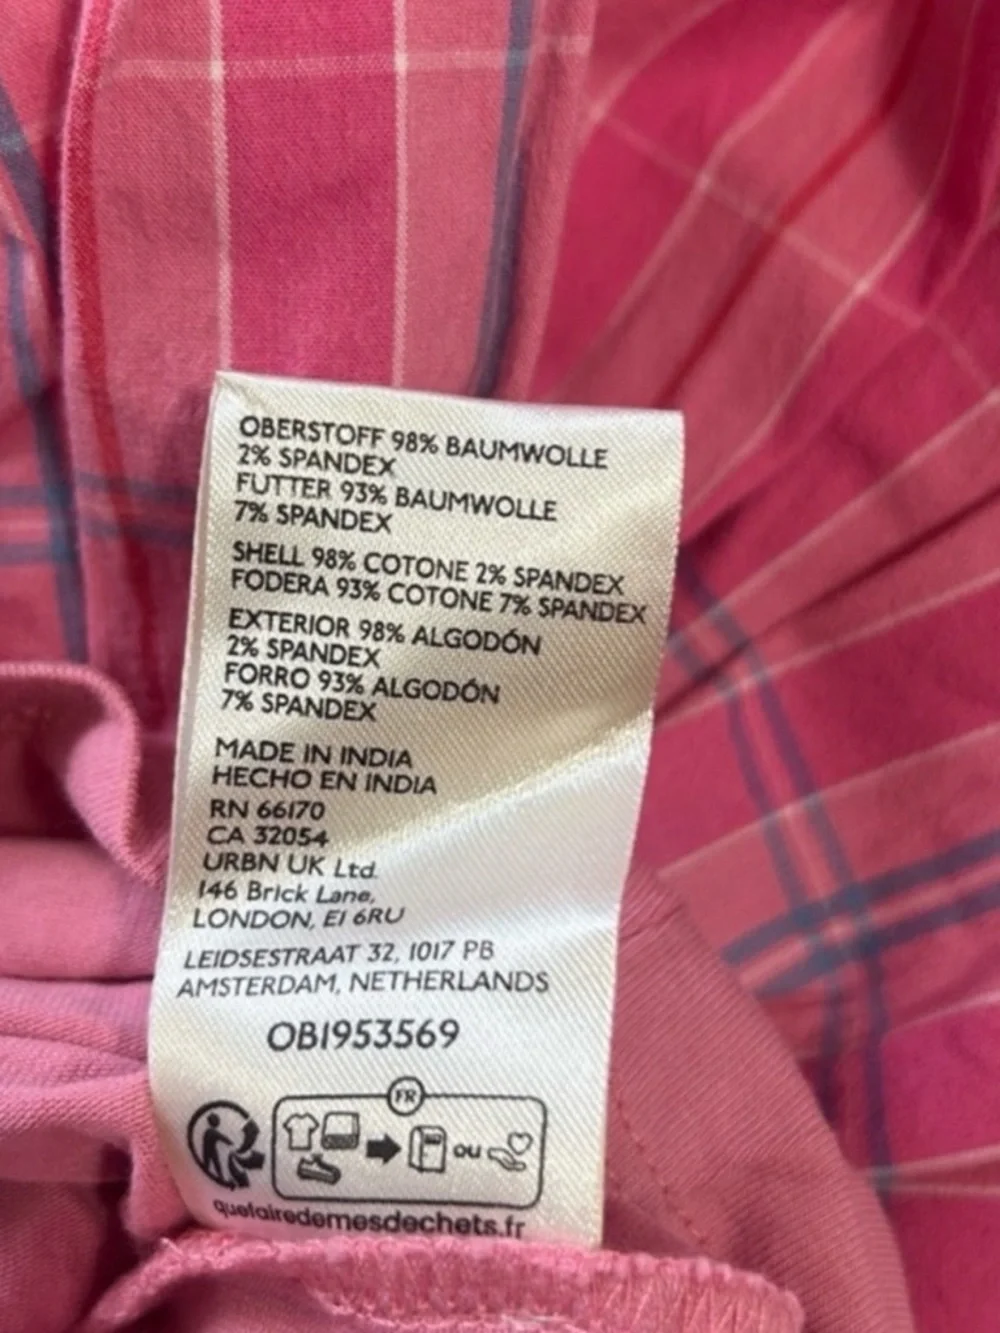 OBERSTOFF 98% BAUMWOLLE
2% SPANDEX
FUTTER 93% BAUMWOLLE
7% SPANDEX
SHELL 98% COTONE 2% SPANDEX
FODERA 93% COTONE 7% SPANDEX
EXTERIOR 98% ALGODÓN
2% SPANDEX
FORRO 93% ALGODÓN
7% SPANDEX
MADE IN INDIA
HECHO EN INDIA
RN 66170
CA 32054
URBN UK Ltd.
146 Brick Lane,
LONDON, E1 6RU
LEIDSESTRAAT 32, 1017 PB
AMSTERDAM, NETHERLANDS
OB1953569
FR
ou
quefairedemesdechets.fr